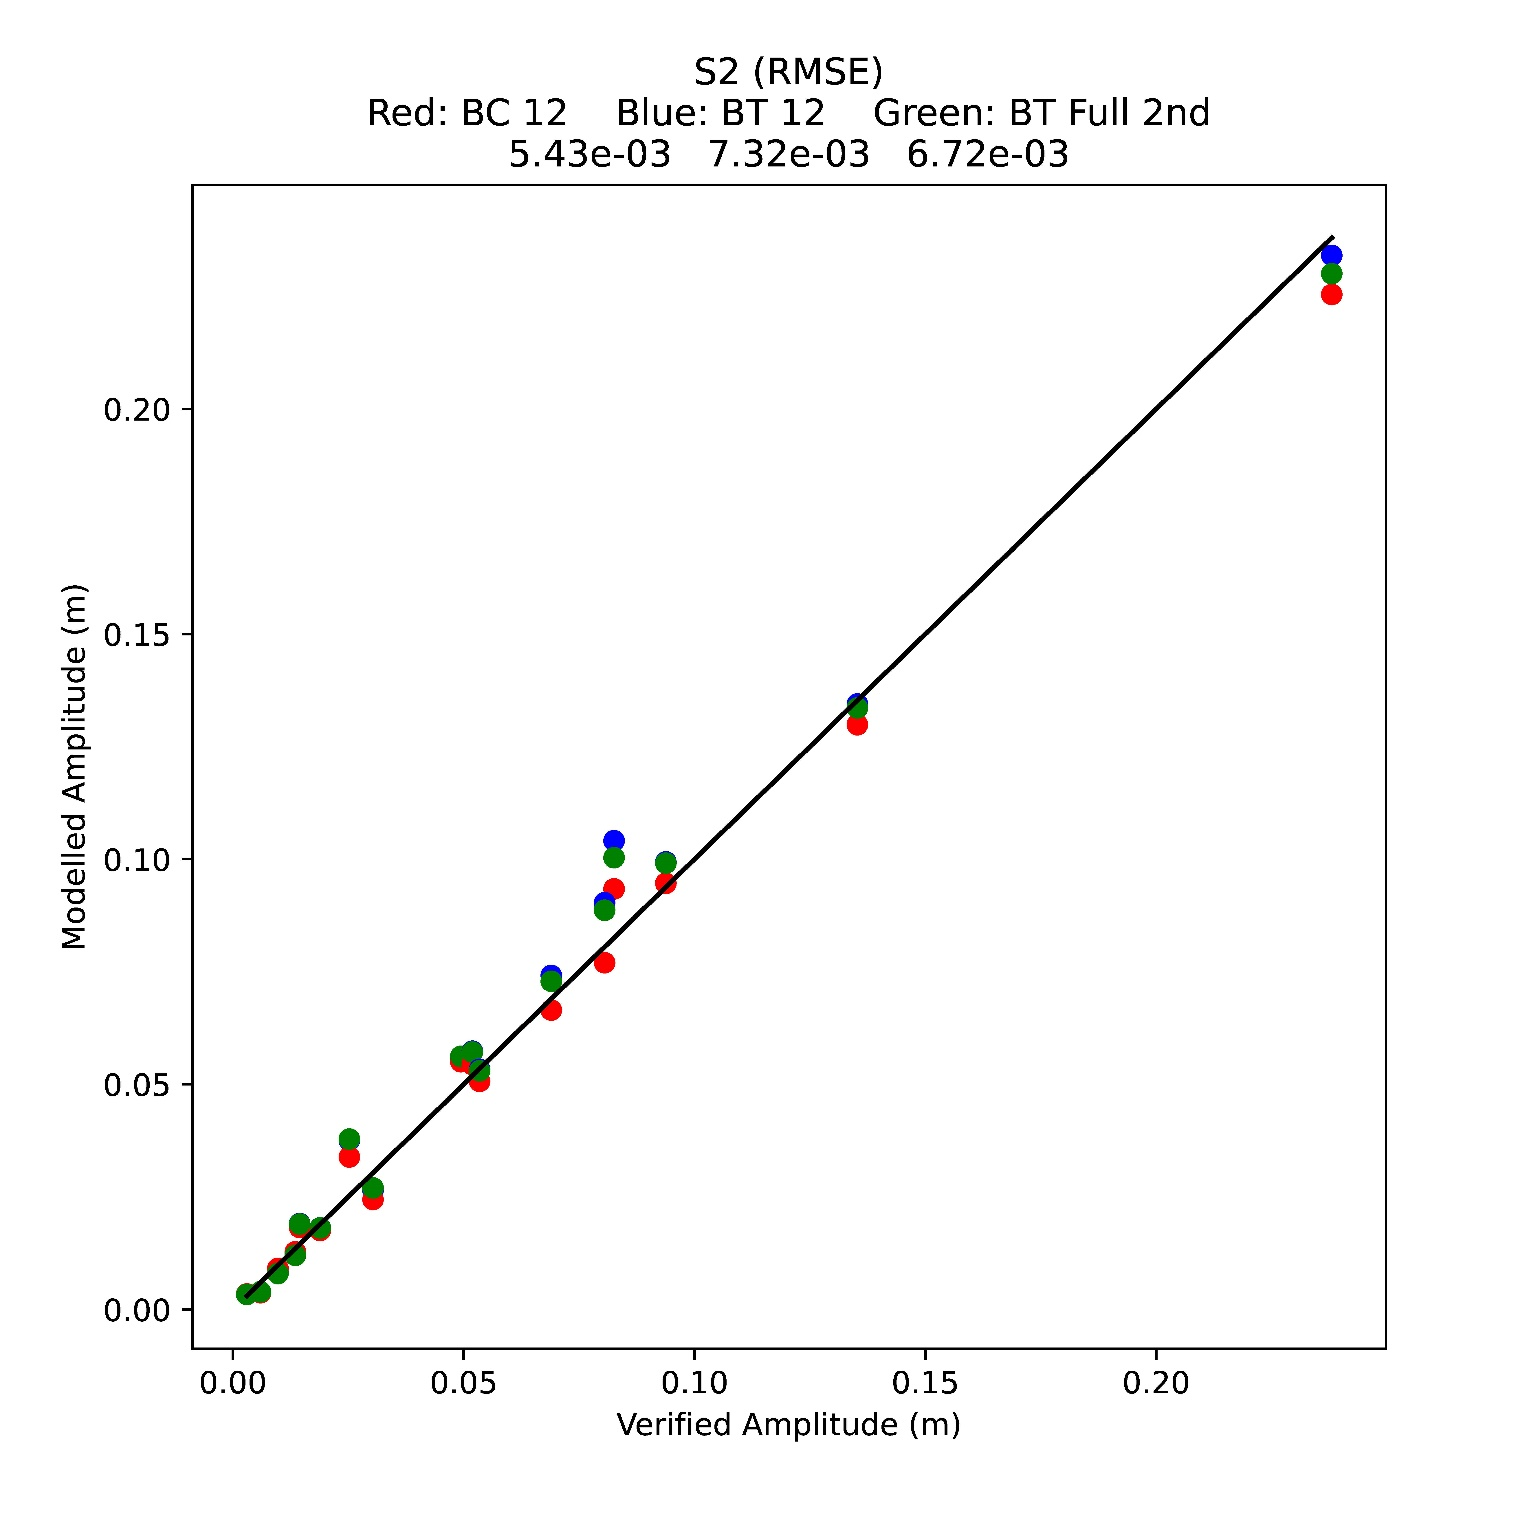 S2 (RMSE)
Red: BC 12 Blue: BT 12 Green: BT Full 2nd
5.43e-03 7.32e-03 6.72e-03
Modelled Amplitude (m)
0.20
0.15
0.10
0.05
0.00
0.00 0.05 0.10 0.15 0.20
Verified Amplitude (m)